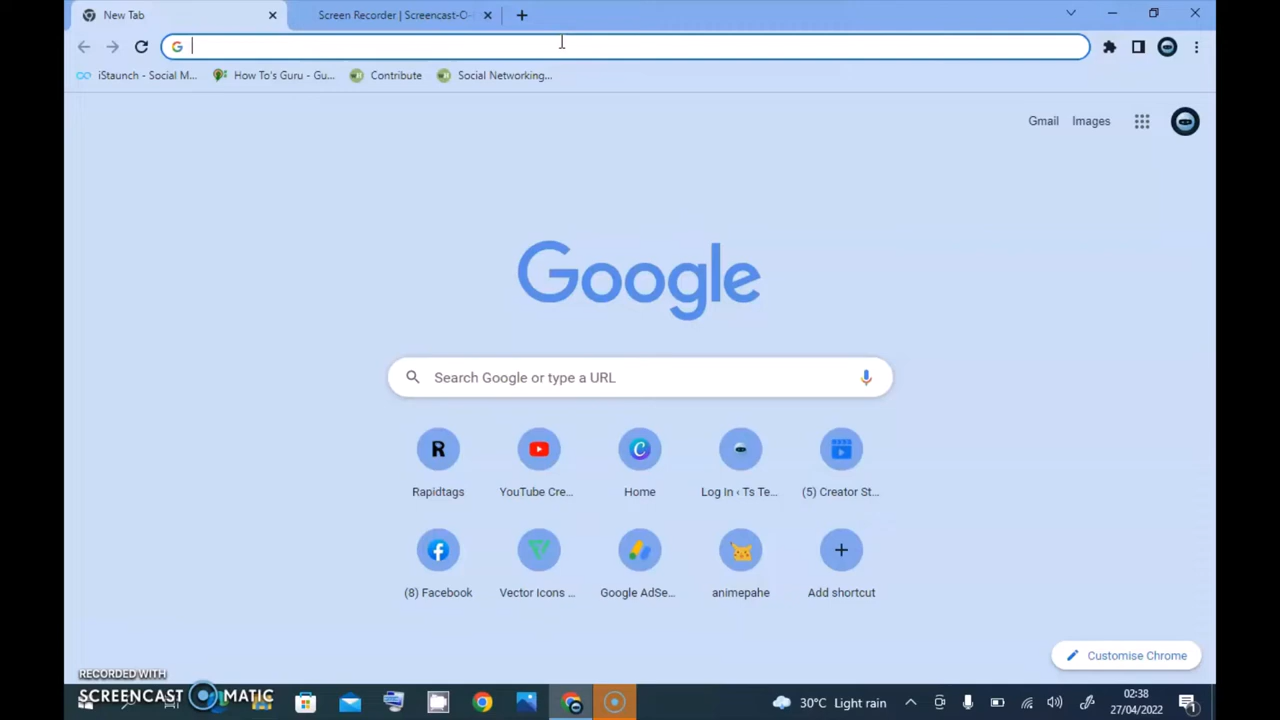 New Tab
Screen Recorder | Screencast-O-
iStaunch - Social M...
How To's Guru - Gu...
Contribute
Social Networking...
Gmail
Images
Google
Search Google or type a URL
R
Rapidtags
YouTube Cre...
Home
Log In ‹ Ts Te...
(5) Creator St...
(8) Facebook
Vector Icons ...
Google AdSe...
animepahe
Add shortcut
Customise Chrome
RECORDED WITH
SCREENCAST MATIC
30°C Light rain
02:38
27/04/2022
1